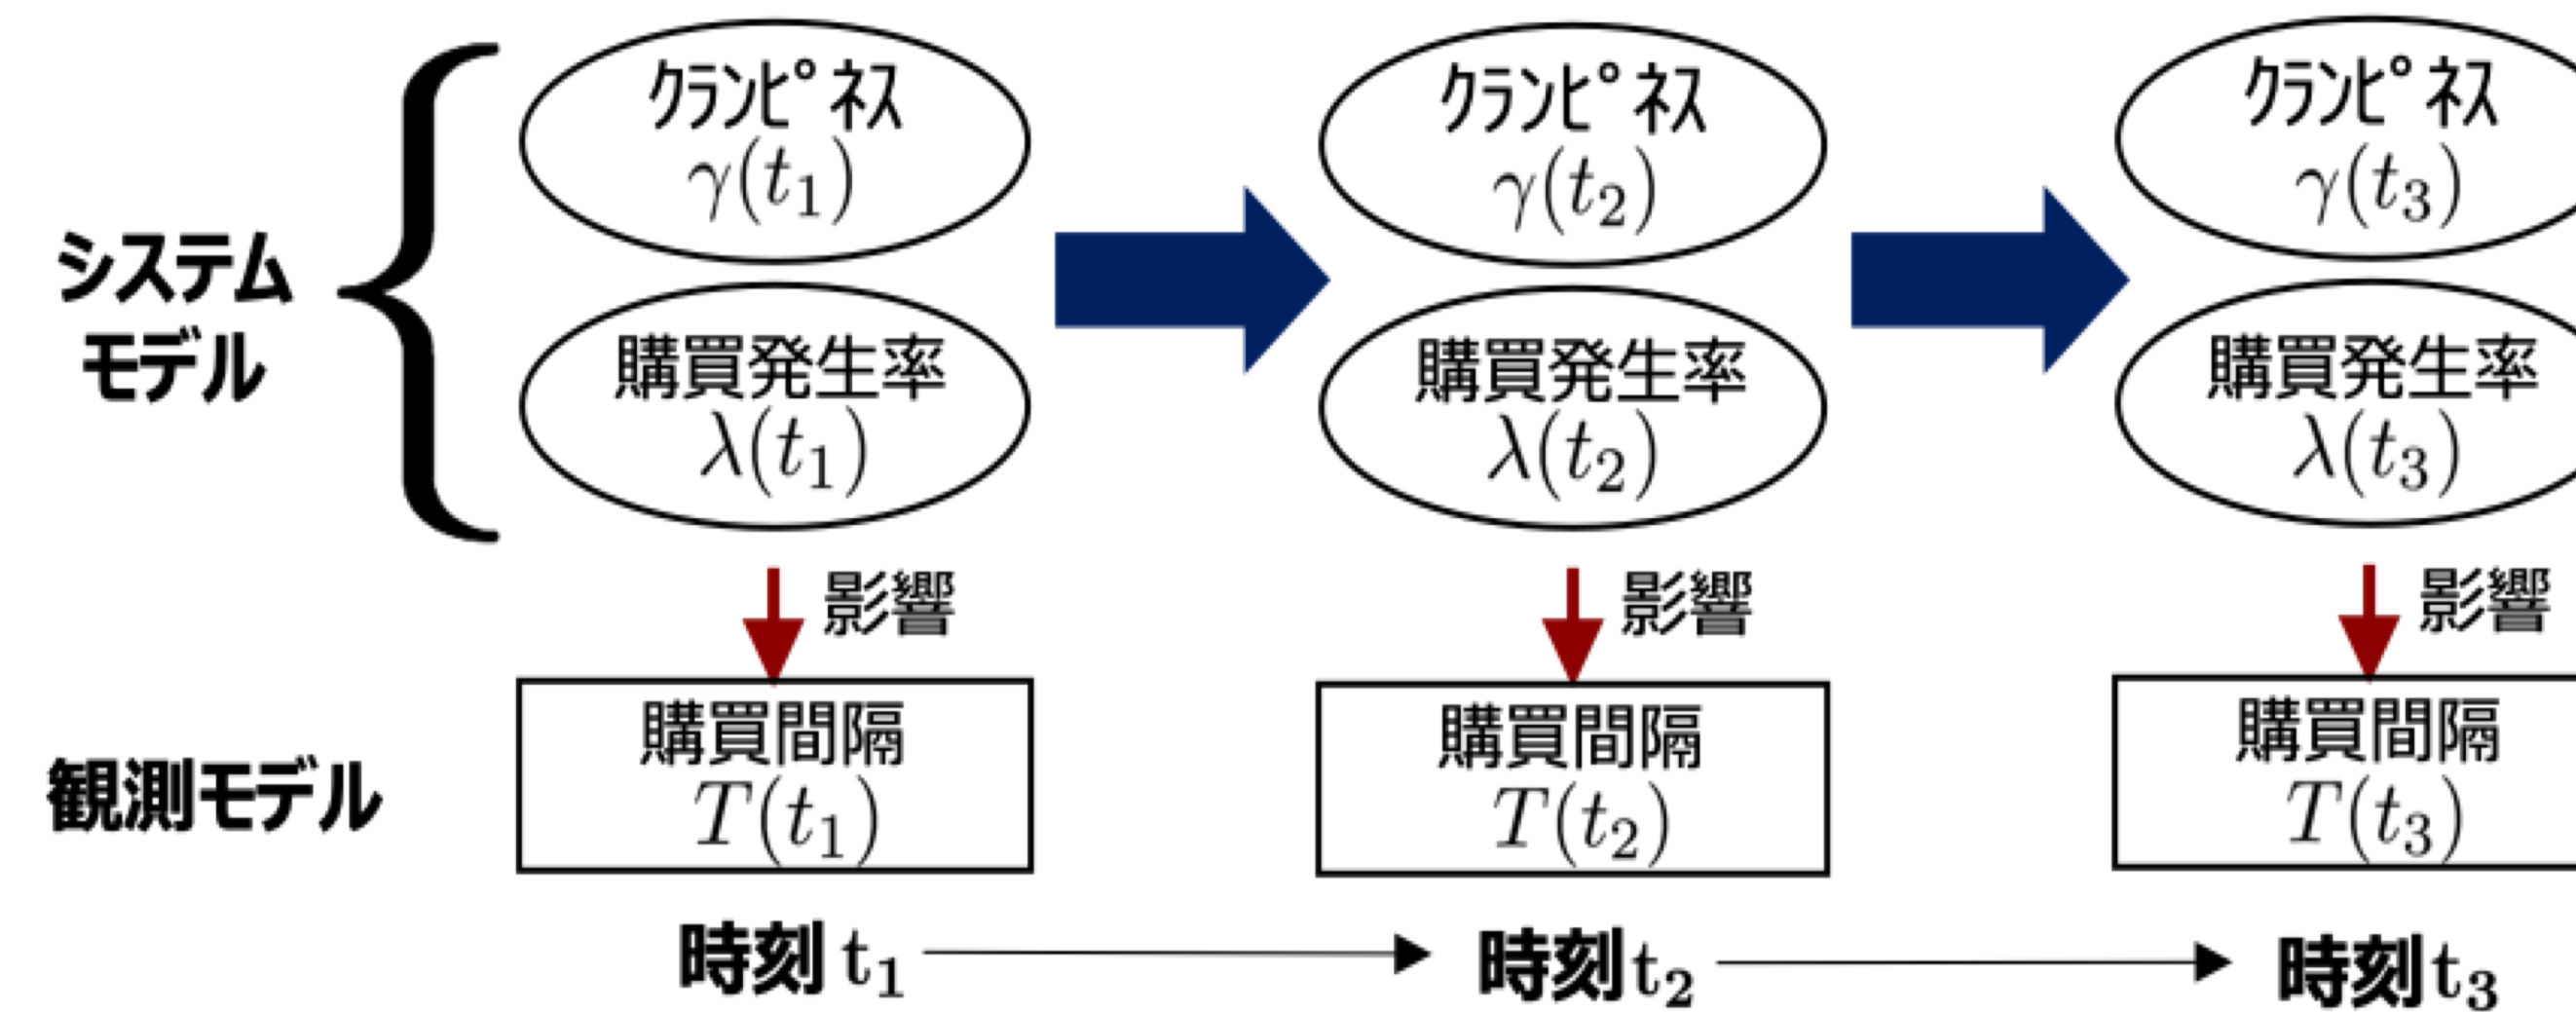 クランピネス
γ(t₁)
クランピネス
γ(t₂)
クランピネス
γ(t₃)
システム
モデル
購買発生率
λ(t₁)
購買発生率
λ(t₂)
購買発生率
λ(t₃)
影響
影響
影響
観測モデル
購買間隔
T(t₁)
購買間隔
T(t₂)
購買間隔
T(t₃)
時刻 t₁
時刻 t₂
時刻 t₃